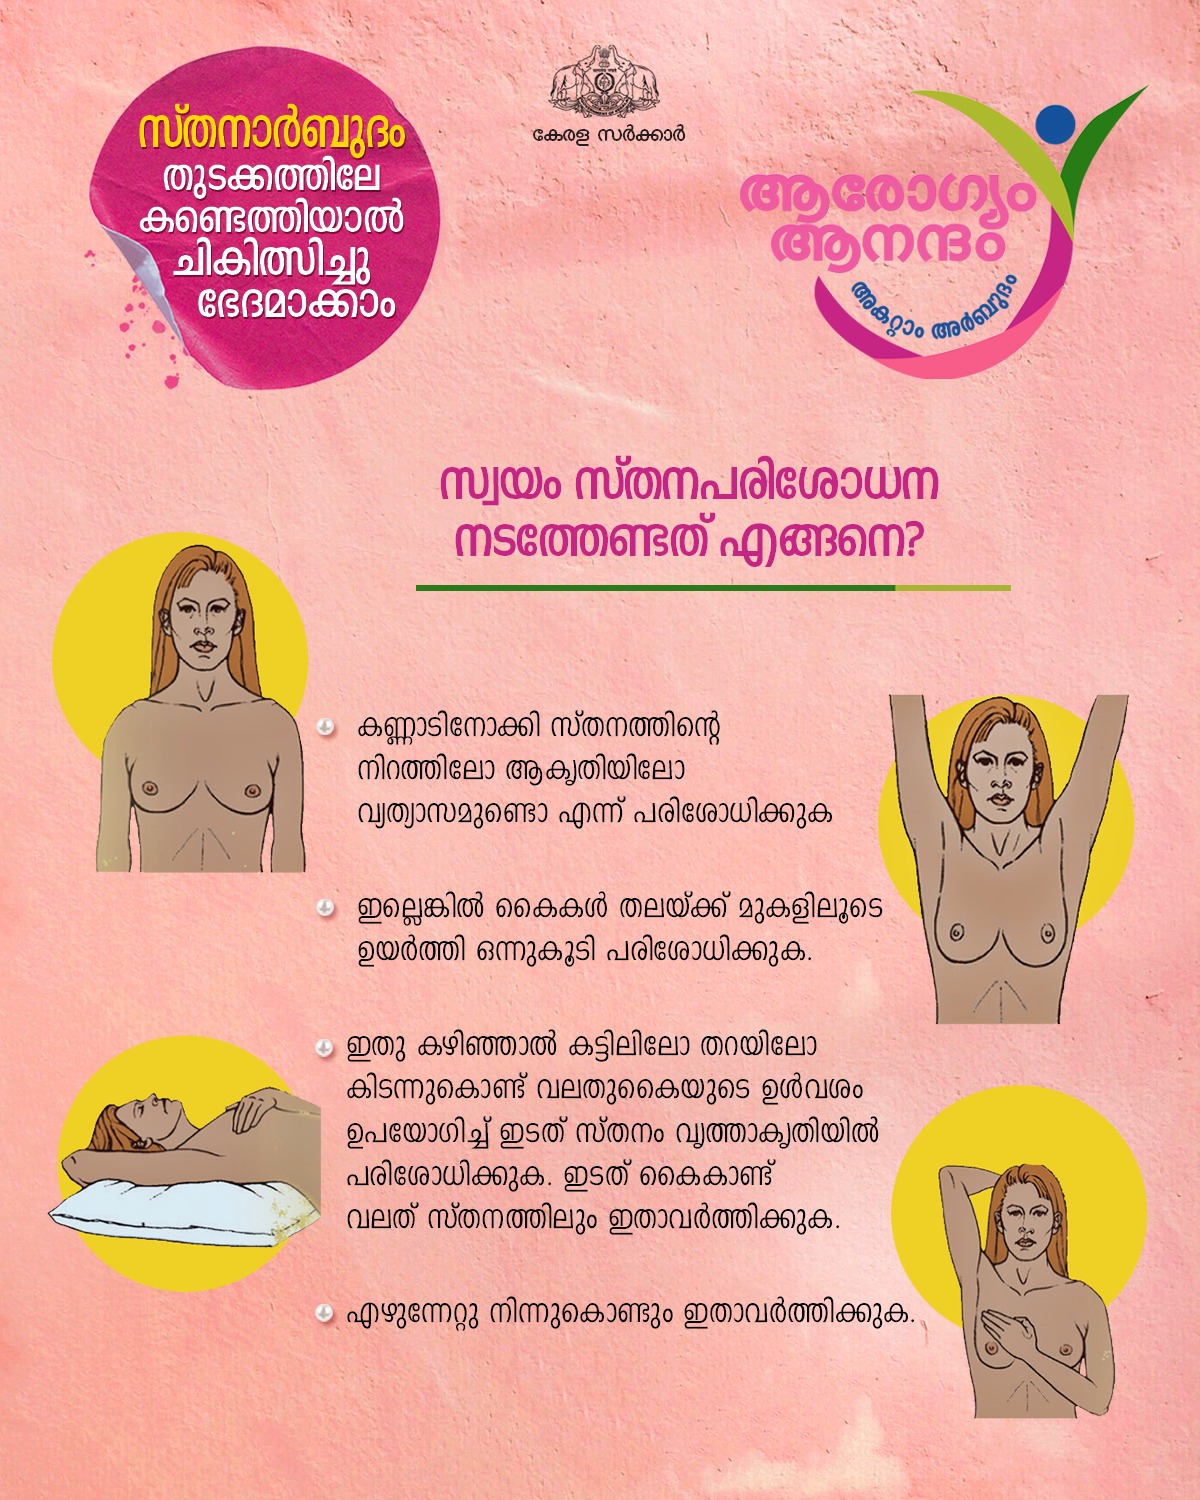 സ്തനാർബുദം
തുടക്കത്തിലേ
കണ്ടെത്തിയാൽ
ചികിത്സിച്ചു
ഭേദമാക്കാം
കേരള സർക്കാർ
ആരോഗ്യം
ആനന്ദം
അകറ്റാം അർബുദം
സ്വയം സ്തനപരിശോധന
നടത്തേണ്ടത് എങ്ങനെ?
കണ്ണാടിനോക്കി സ്തനത്തിന്റെ
നിറത്തിലോ ആകൃതിയിലോ
വ്യത്യാസമുണ്ടൊ എന്ന് പരിശോധിക്കുക
ഇല്ലെങ്കിൽ കൈകൾ തലയ്ക്ക് മുകളിലൂടെ
ഉയർത്തി ഒന്നുകൂടി പരിശോധിക്കുക.
ഇതു കഴിഞ്ഞാൽ കട്ടിലിലോ തറയിലോ
കിടന്നുകൊണ്ട് വലതുകൈയുടെ ഉൾവശം
ഉപയോഗിച്ച് ഇടത് സ്തനം വൃത്താകൃതിയിൽ
പരിശോധിക്കുക. ഇടത് കൈകാണ്ട്
വലത് സ്തനത്തിലും ഇതാവർത്തിക്കുക.
എഴുന്നേറ്റു നിന്നുകൊണ്ടും ഇതാവർത്തിക്കുക.